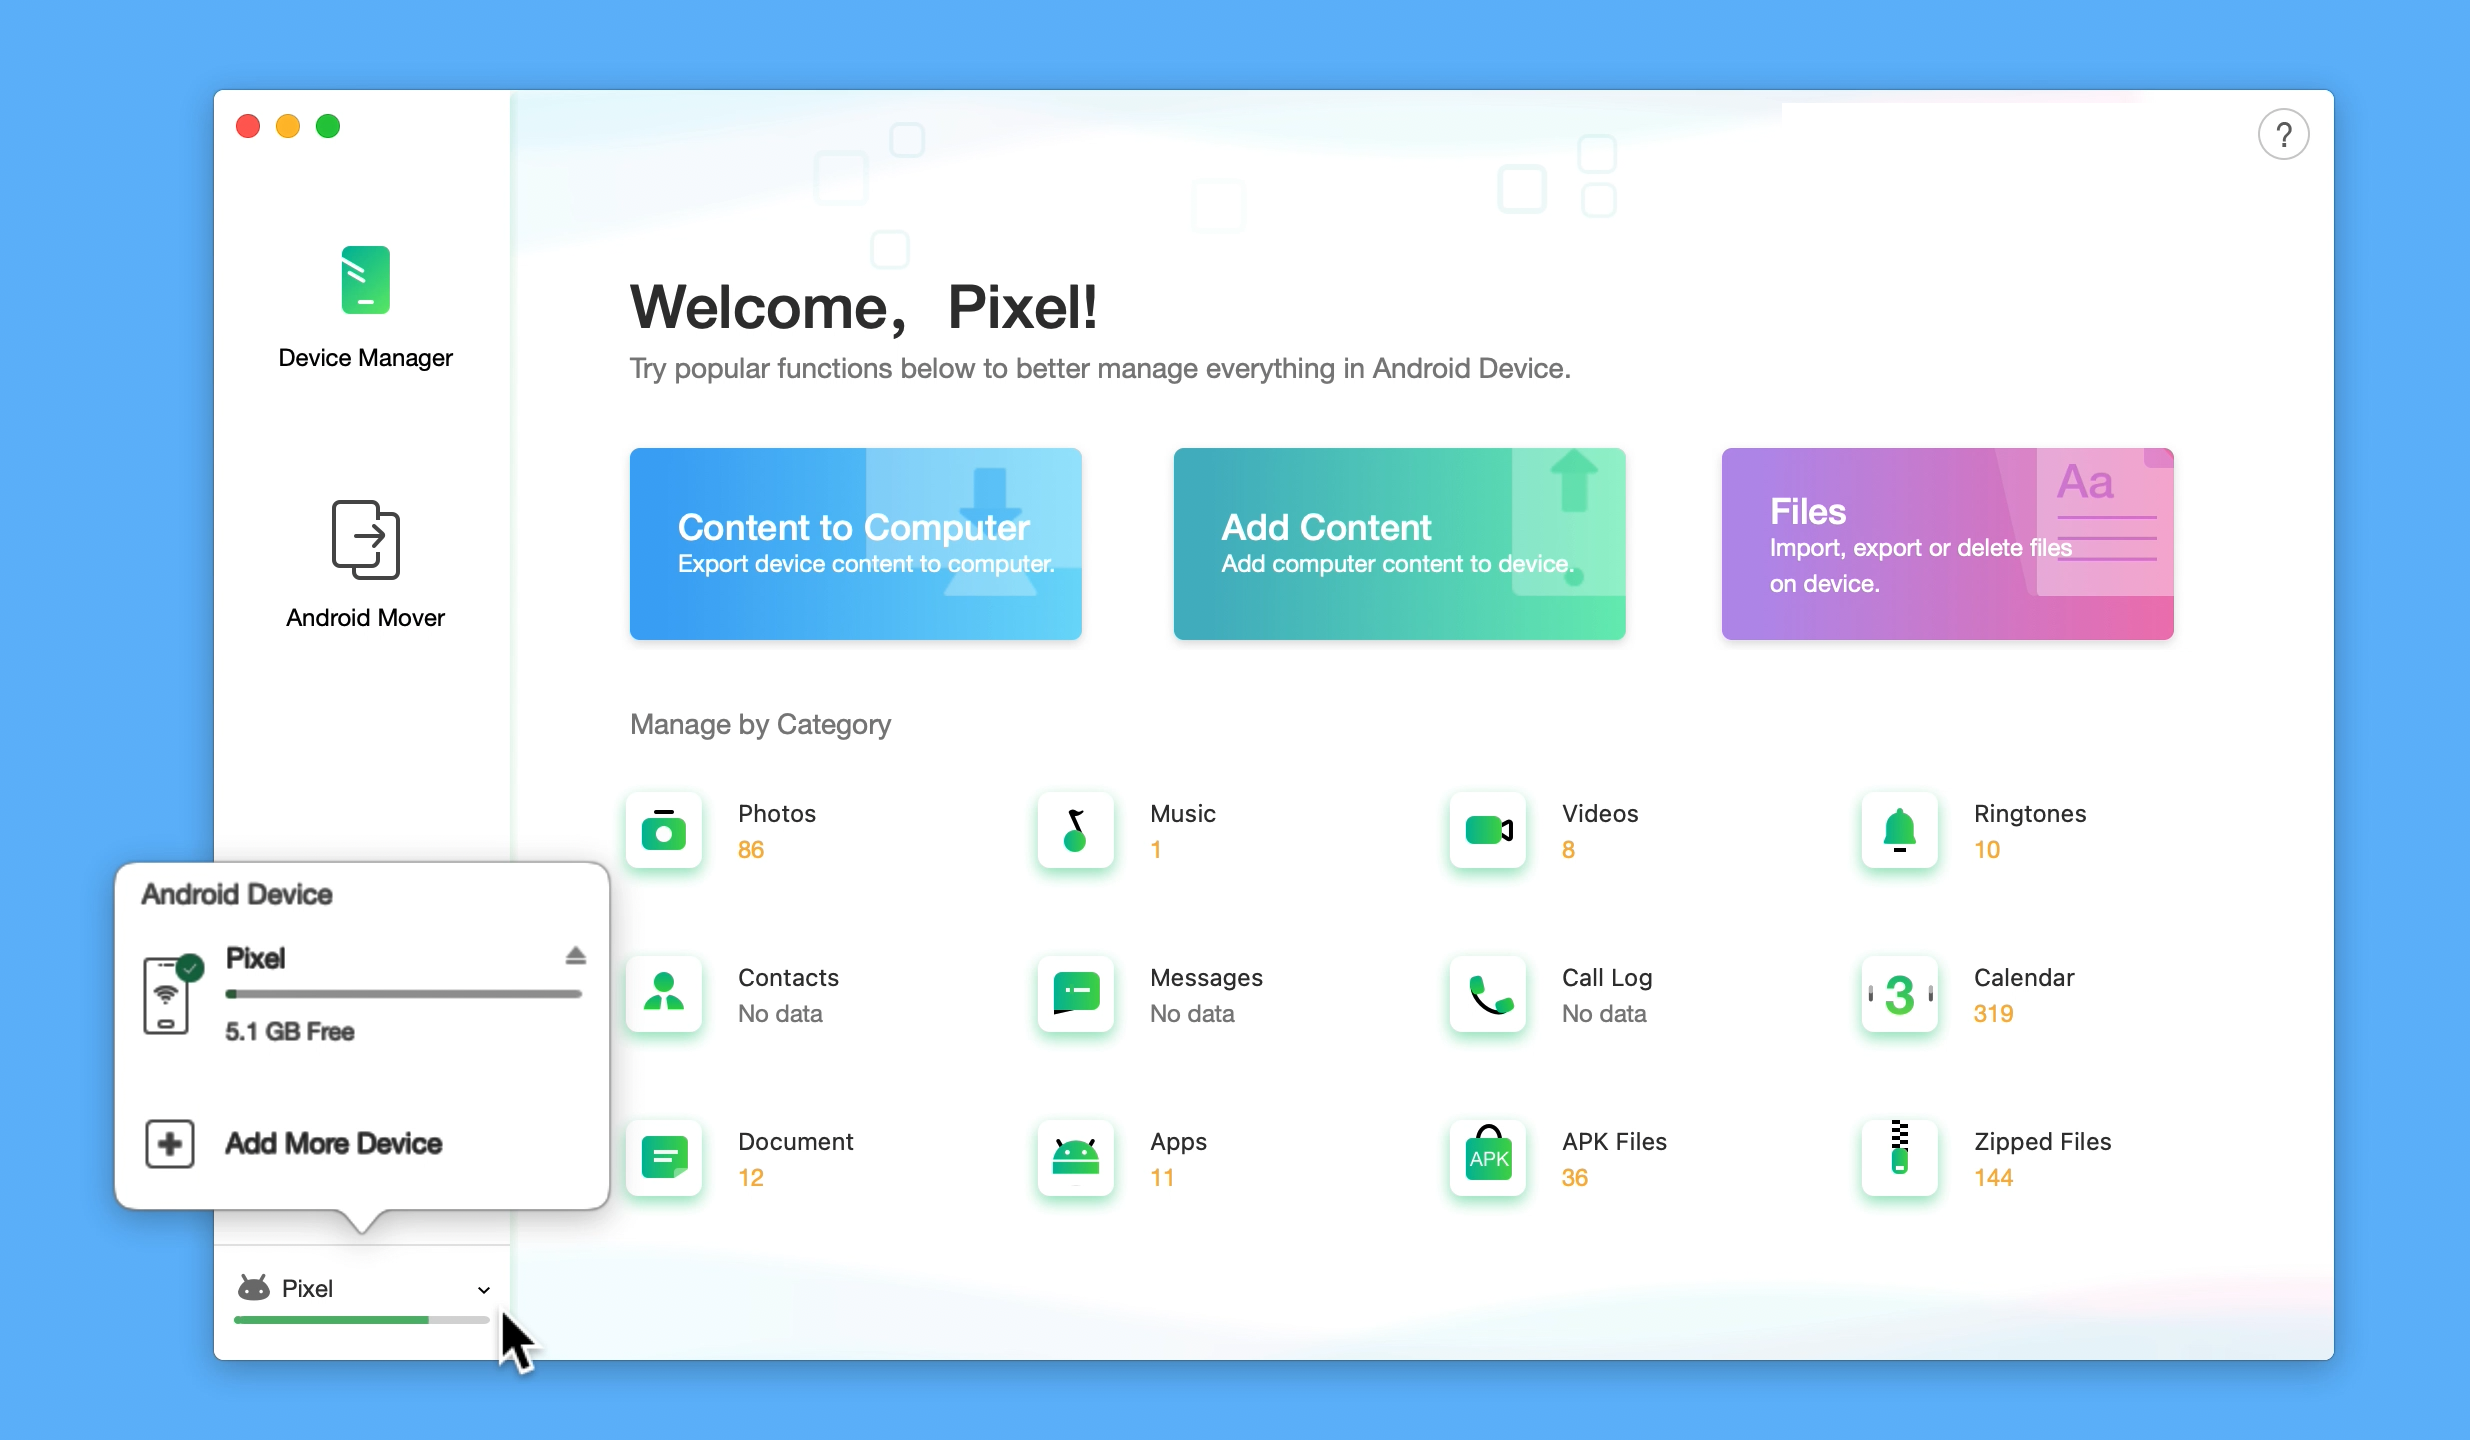 ?
Device Manager
Android Mover
Welcome，Pixel!
Try popular functions below to better manage everything in Android Device.
Content to Computer
Export device content to computer.
Add Content
Add computer content to device.
Files
Import, export or delete files
on device.
Aa
Manage by Category
Photos
86
Music
1
Videos
8
Ringtones
10
Contacts
No data
Messages
No data
Call Log
No data
3
Calendar
319
Document
12
Apps
11
APK
APK Files
36
Zipped Files
144
Android Device
Pixel
5.1 GB Free
Add More Device
Pixel